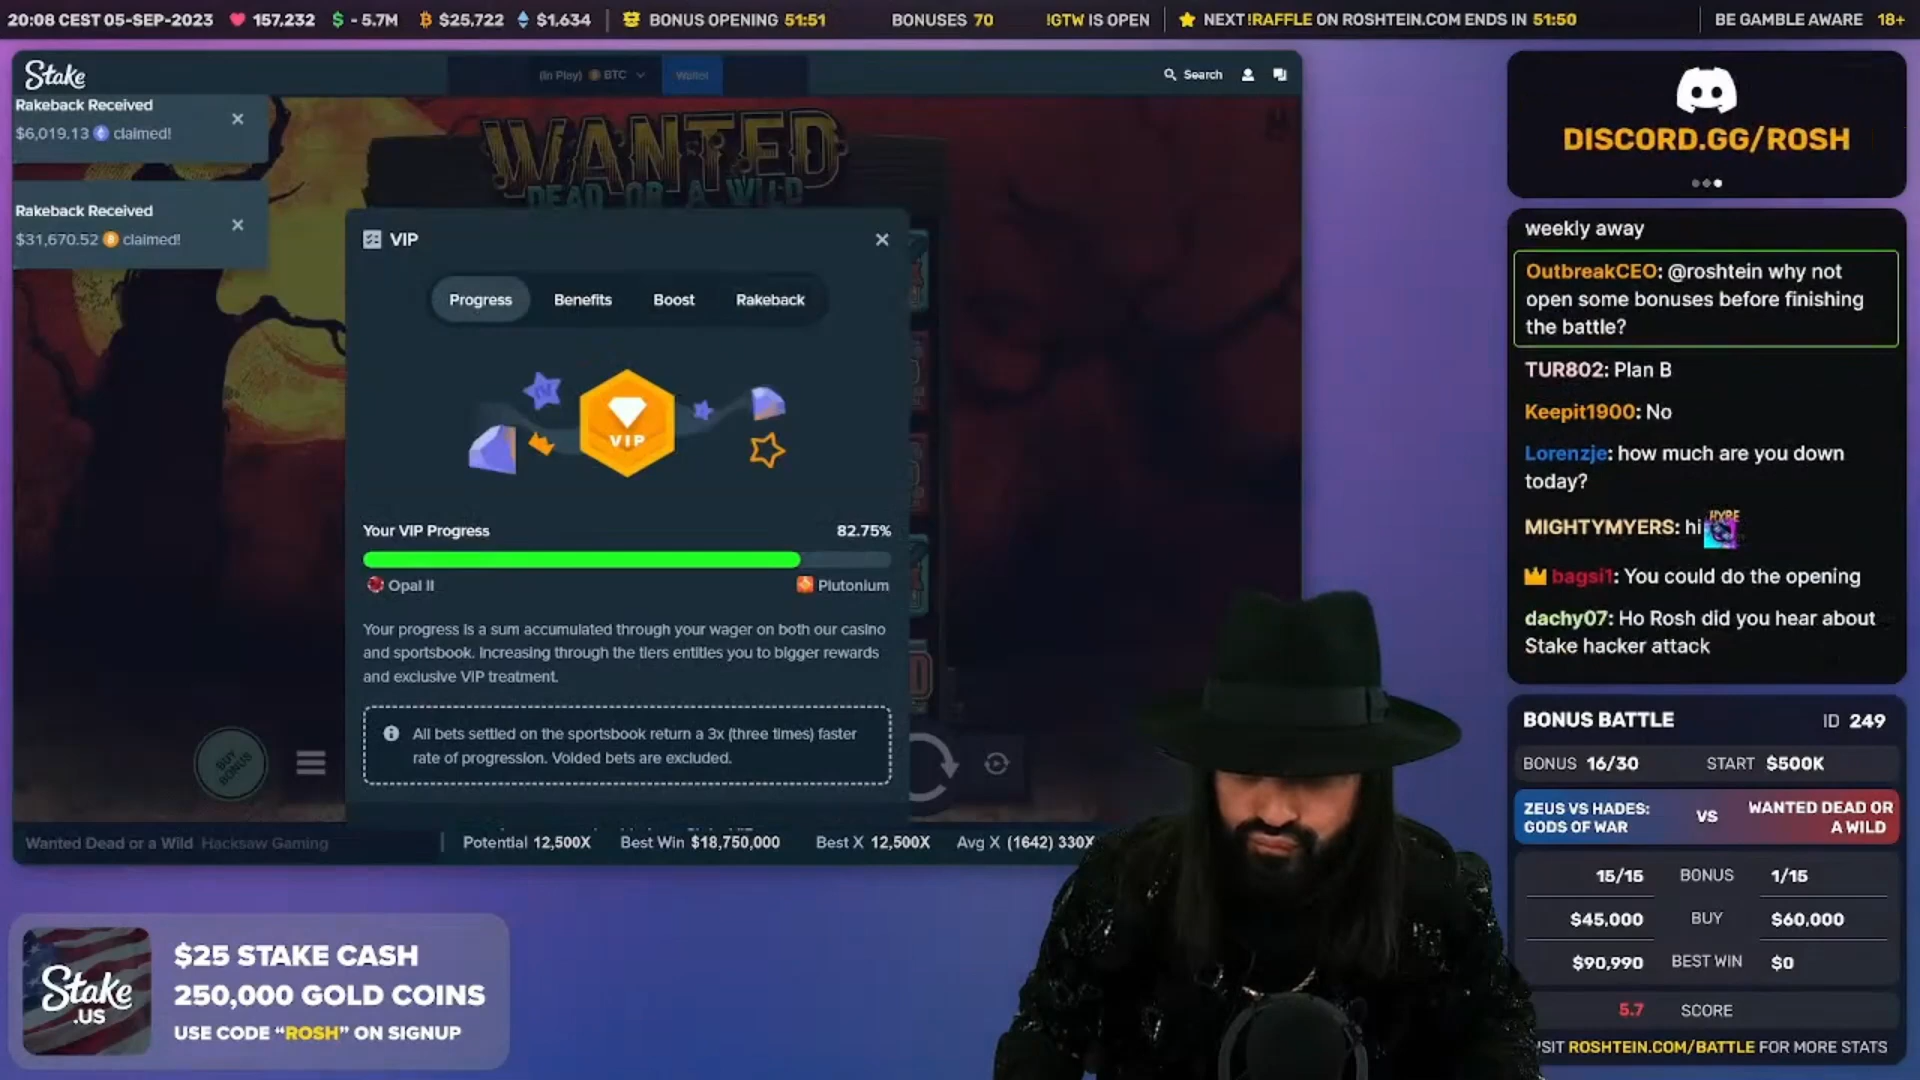 20:08 CEST 05-SEP-2023 157,232 $ - 5.7M $25,722 $1,634 BONUS OPENING 51:51 BONUSES 70 !GTW IS OPEN NEXT !RAFFLE ON ROSHTEIN.COM ENDS IN 51:50 BE GAMBLE AWARE 18+
Stake
(In Play) BTC
Wallet
Search
Rakeback Received
$6,019.13 claimed!
Rakeback Received
$31,670.52 claimed!
WANTED
DEAD OR A WILD
VIP
Progress Benefits Boost Rakeback
VIP
Your VIP Progress 82.75%
Opal II Plutonium
Your progress is a sum accumulated through your wager on both our casino
and sportsbook. Increasing through the tiers entitles you to bigger rewards
and exclusive VIP treatment.
All bets settled on the sportsbook return a 3x (three times) faster
rate of progression. Voided bets are excluded.
BUY
BONUS
Wanted Dead or a Wild Hacksaw Gaming
Potential 12,500X Best Win $18,750,000 Best X 12,500X Avg X (1642) 330X
Stake
.US
$25 STAKE CASH
250,000 GOLD COINS
USE CODE “ROSH” ON SIGNUP
DISCORD.GG/ROSH
weekly away
OutbreakCEO: @roshtein why not
open some bonuses before finishing
the battle?
TUR802: Plan B
Keepit1900: No
Lorenzje: how much are you down
today?
MIGHTYMYERS: hi HYPE
bagsi1: You could do the opening
dachy07: Ho Rosh did you hear about
Stake hacker attack
BONUS BATTLE ID 249
BONUS 16/30 START $500K
ZEUS VS HADES:
GODS OF WAR
VS
WANTED DEAD OR
A WILD
15/15 BONUS 1/15
$45,000 BUY $60,000
$90,990 BEST WIN $0
5.7 SCORE
SIT ROSHTEIN.COM/BATTLE FOR MORE STATS